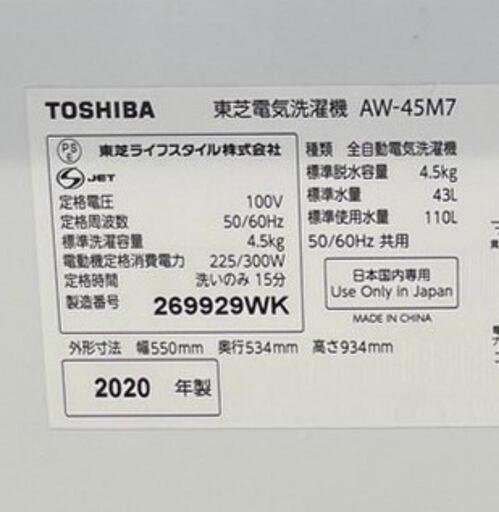 TOSHIBA 東芝電気洗濯機 AW-45M7
PSE 東芝ライフスタイル株式会社
S JET
定格電圧 100V
定格周波数 50/60Hz
標準洗濯容量 4.5kg
電動機定格消費電力 225/300W
定格時間 洗いのみ 15分
製造番号 269929WK
種類 全自動電気洗濯機
標準脱水容量 4.5kg
標準水量 43L
標準使用水量 110L
50/60Hz 共用
日本国内専用
Use Only in Japan
MADE IN CHINA
外形寸法 幅550mm 奥行534mm 高さ934mm
2020 年製